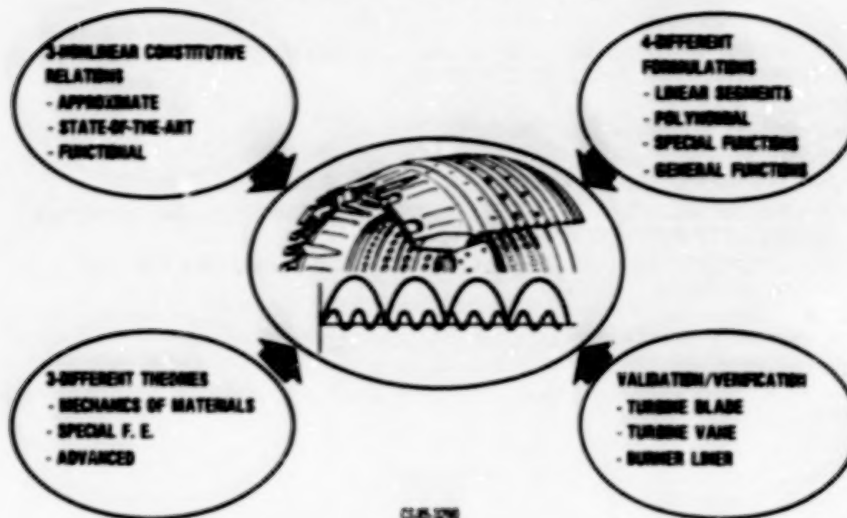 3-NONLINEAR CONSTITUTIVE
RELATIONS
- APPROXIMATE
- STATE-OF-THE-ART
- FUNCTIONAL
4-DIFFERENT
FORMULATIONS
- LINEAR SEGMENTS
- POLYNOMIAL
- SPECIAL FUNCTIONS
- GENERAL FUNCTIONS
3-DIFFERENT THEORIES
- MECHANICS OF MATERIALS
- SPECIAL F. E.
- ADVANCED
VALIDATION/VERIFICATION
- TURBINE BLADE
- TURBINE VANE
- BURNER LINER